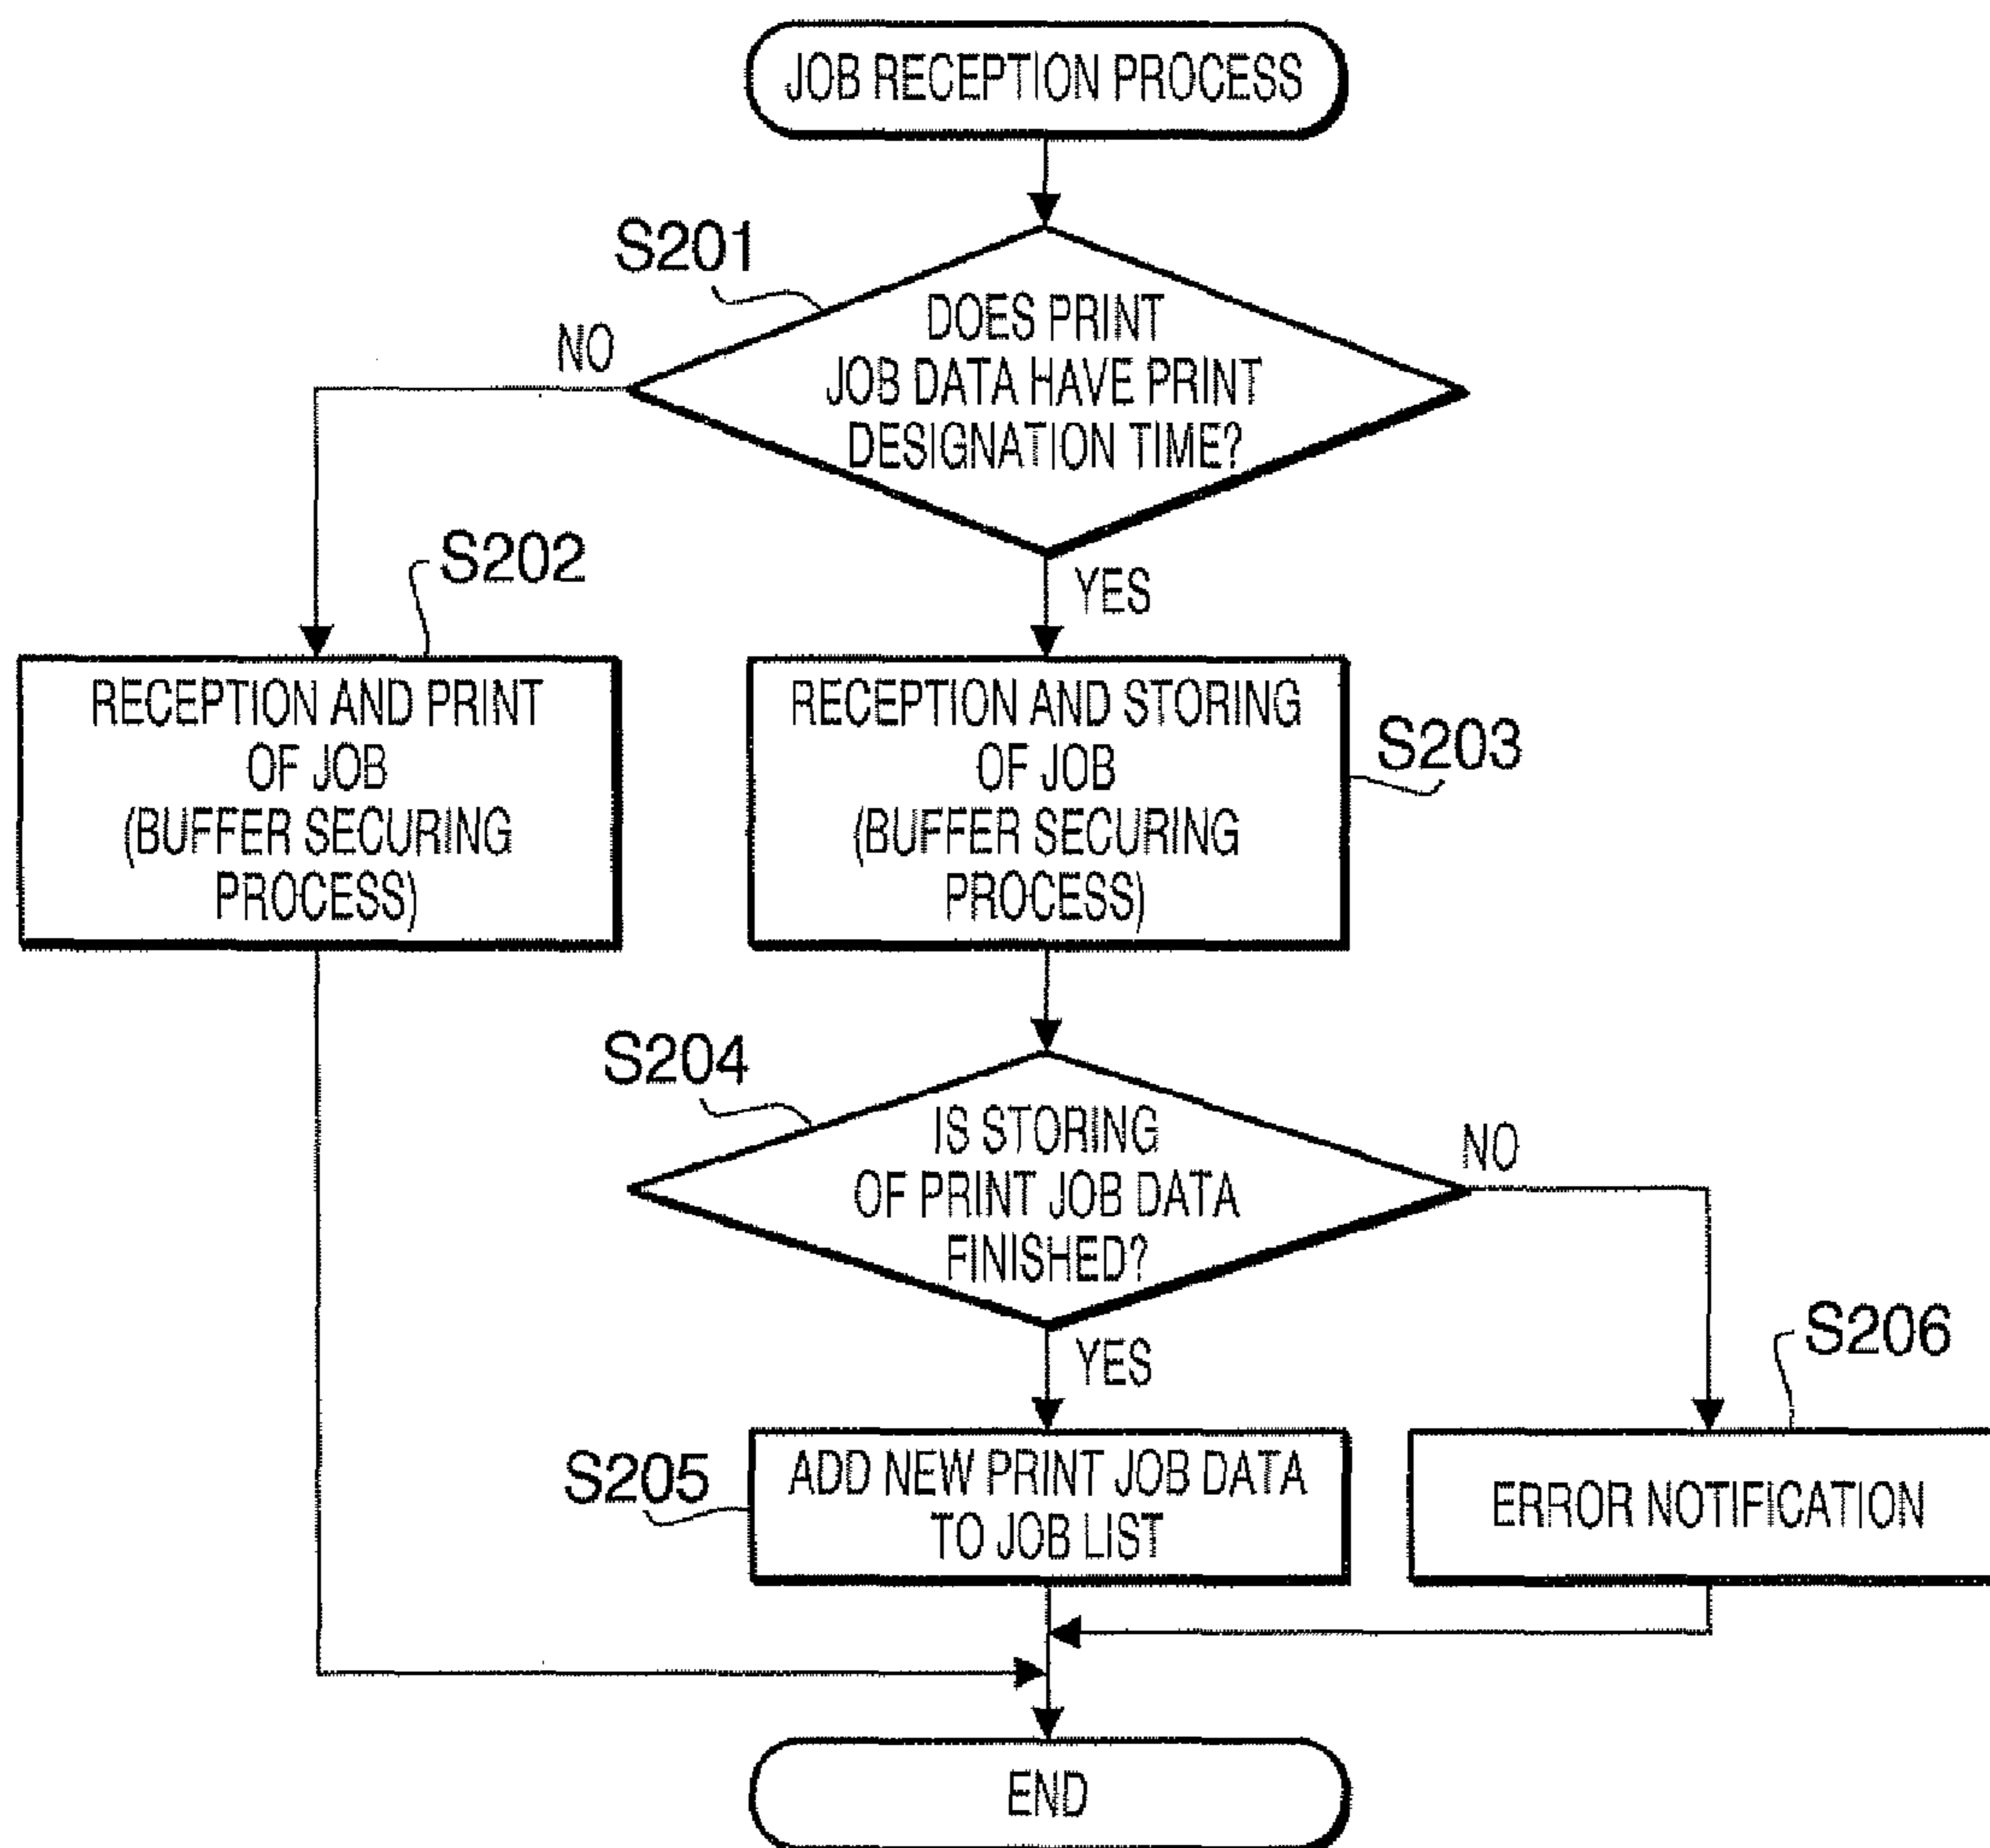 JOB RECEPTION PROCESS
S201
DOES PRINT
JOB DATA HAVE PRINT
DESIGNATION TIME?
NO
YES
S202
RECEPTION AND PRINT
OF JOB
(BUFFER SECURING
PROCESS)
RECEPTION AND STORING
OF JOB
(BUFFER SECURING
PROCESS)
S203
S204
IS STORING
OF PRINT JOB DATA
FINISHED?
NO
YES
S205
ADD NEW PRINT JOB DATA
TO JOB LIST
S206
ERROR NOTIFICATION
END